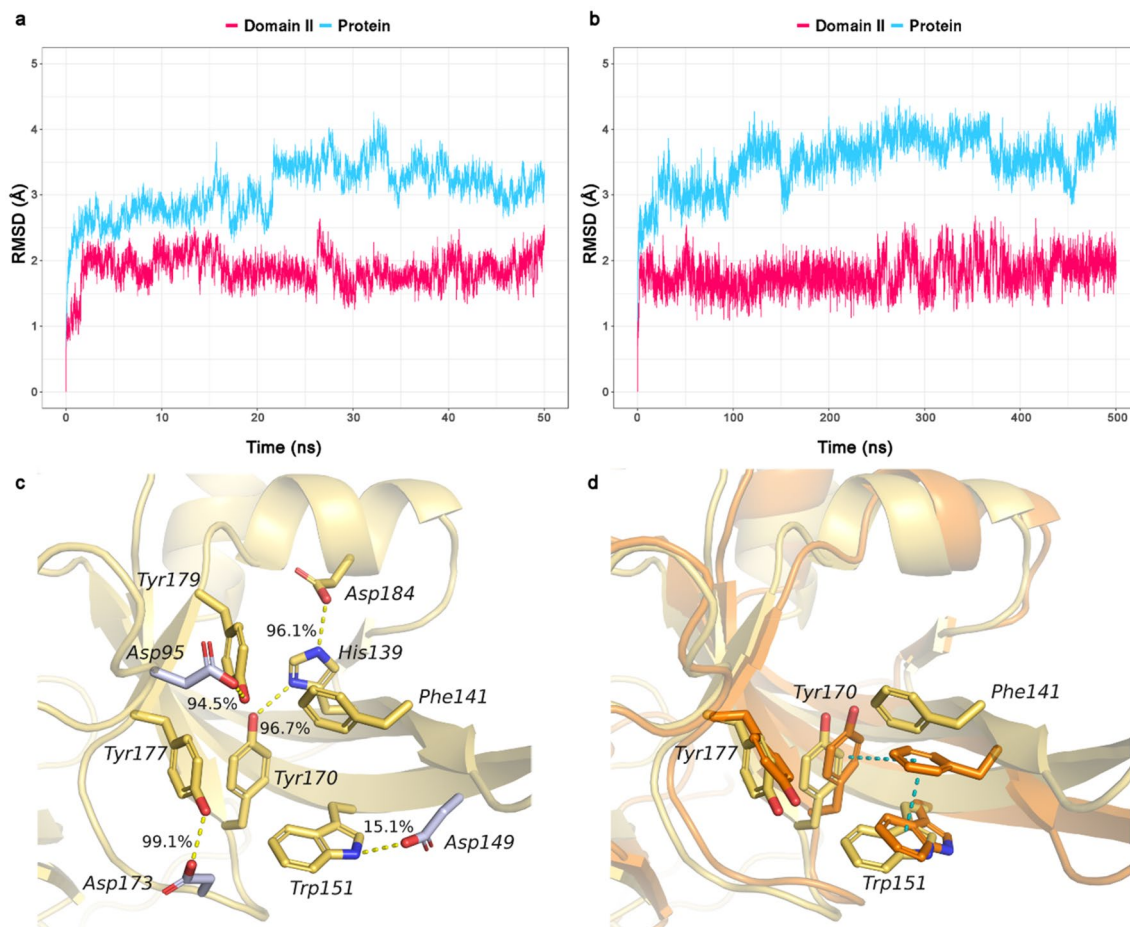 a
Domain II Protein
RMSD (Å)
5
4
3
2
1
0
0 10 20 30 40 50
Time (ns)
b
Domain II Protein
RMSD (Å)
5
4
3
2
1
0
0 100 200 300 400 500
Time (ns)
c
Tyr179
Asp184
96.1%
Asp95
His139
94.5%
Phe141
96.7%
Tyr177
Tyr170
15.1%
99.1%
Asp149
Asp173
Trp151
d
Tyr170
Phe141
Tyr177
Trp151